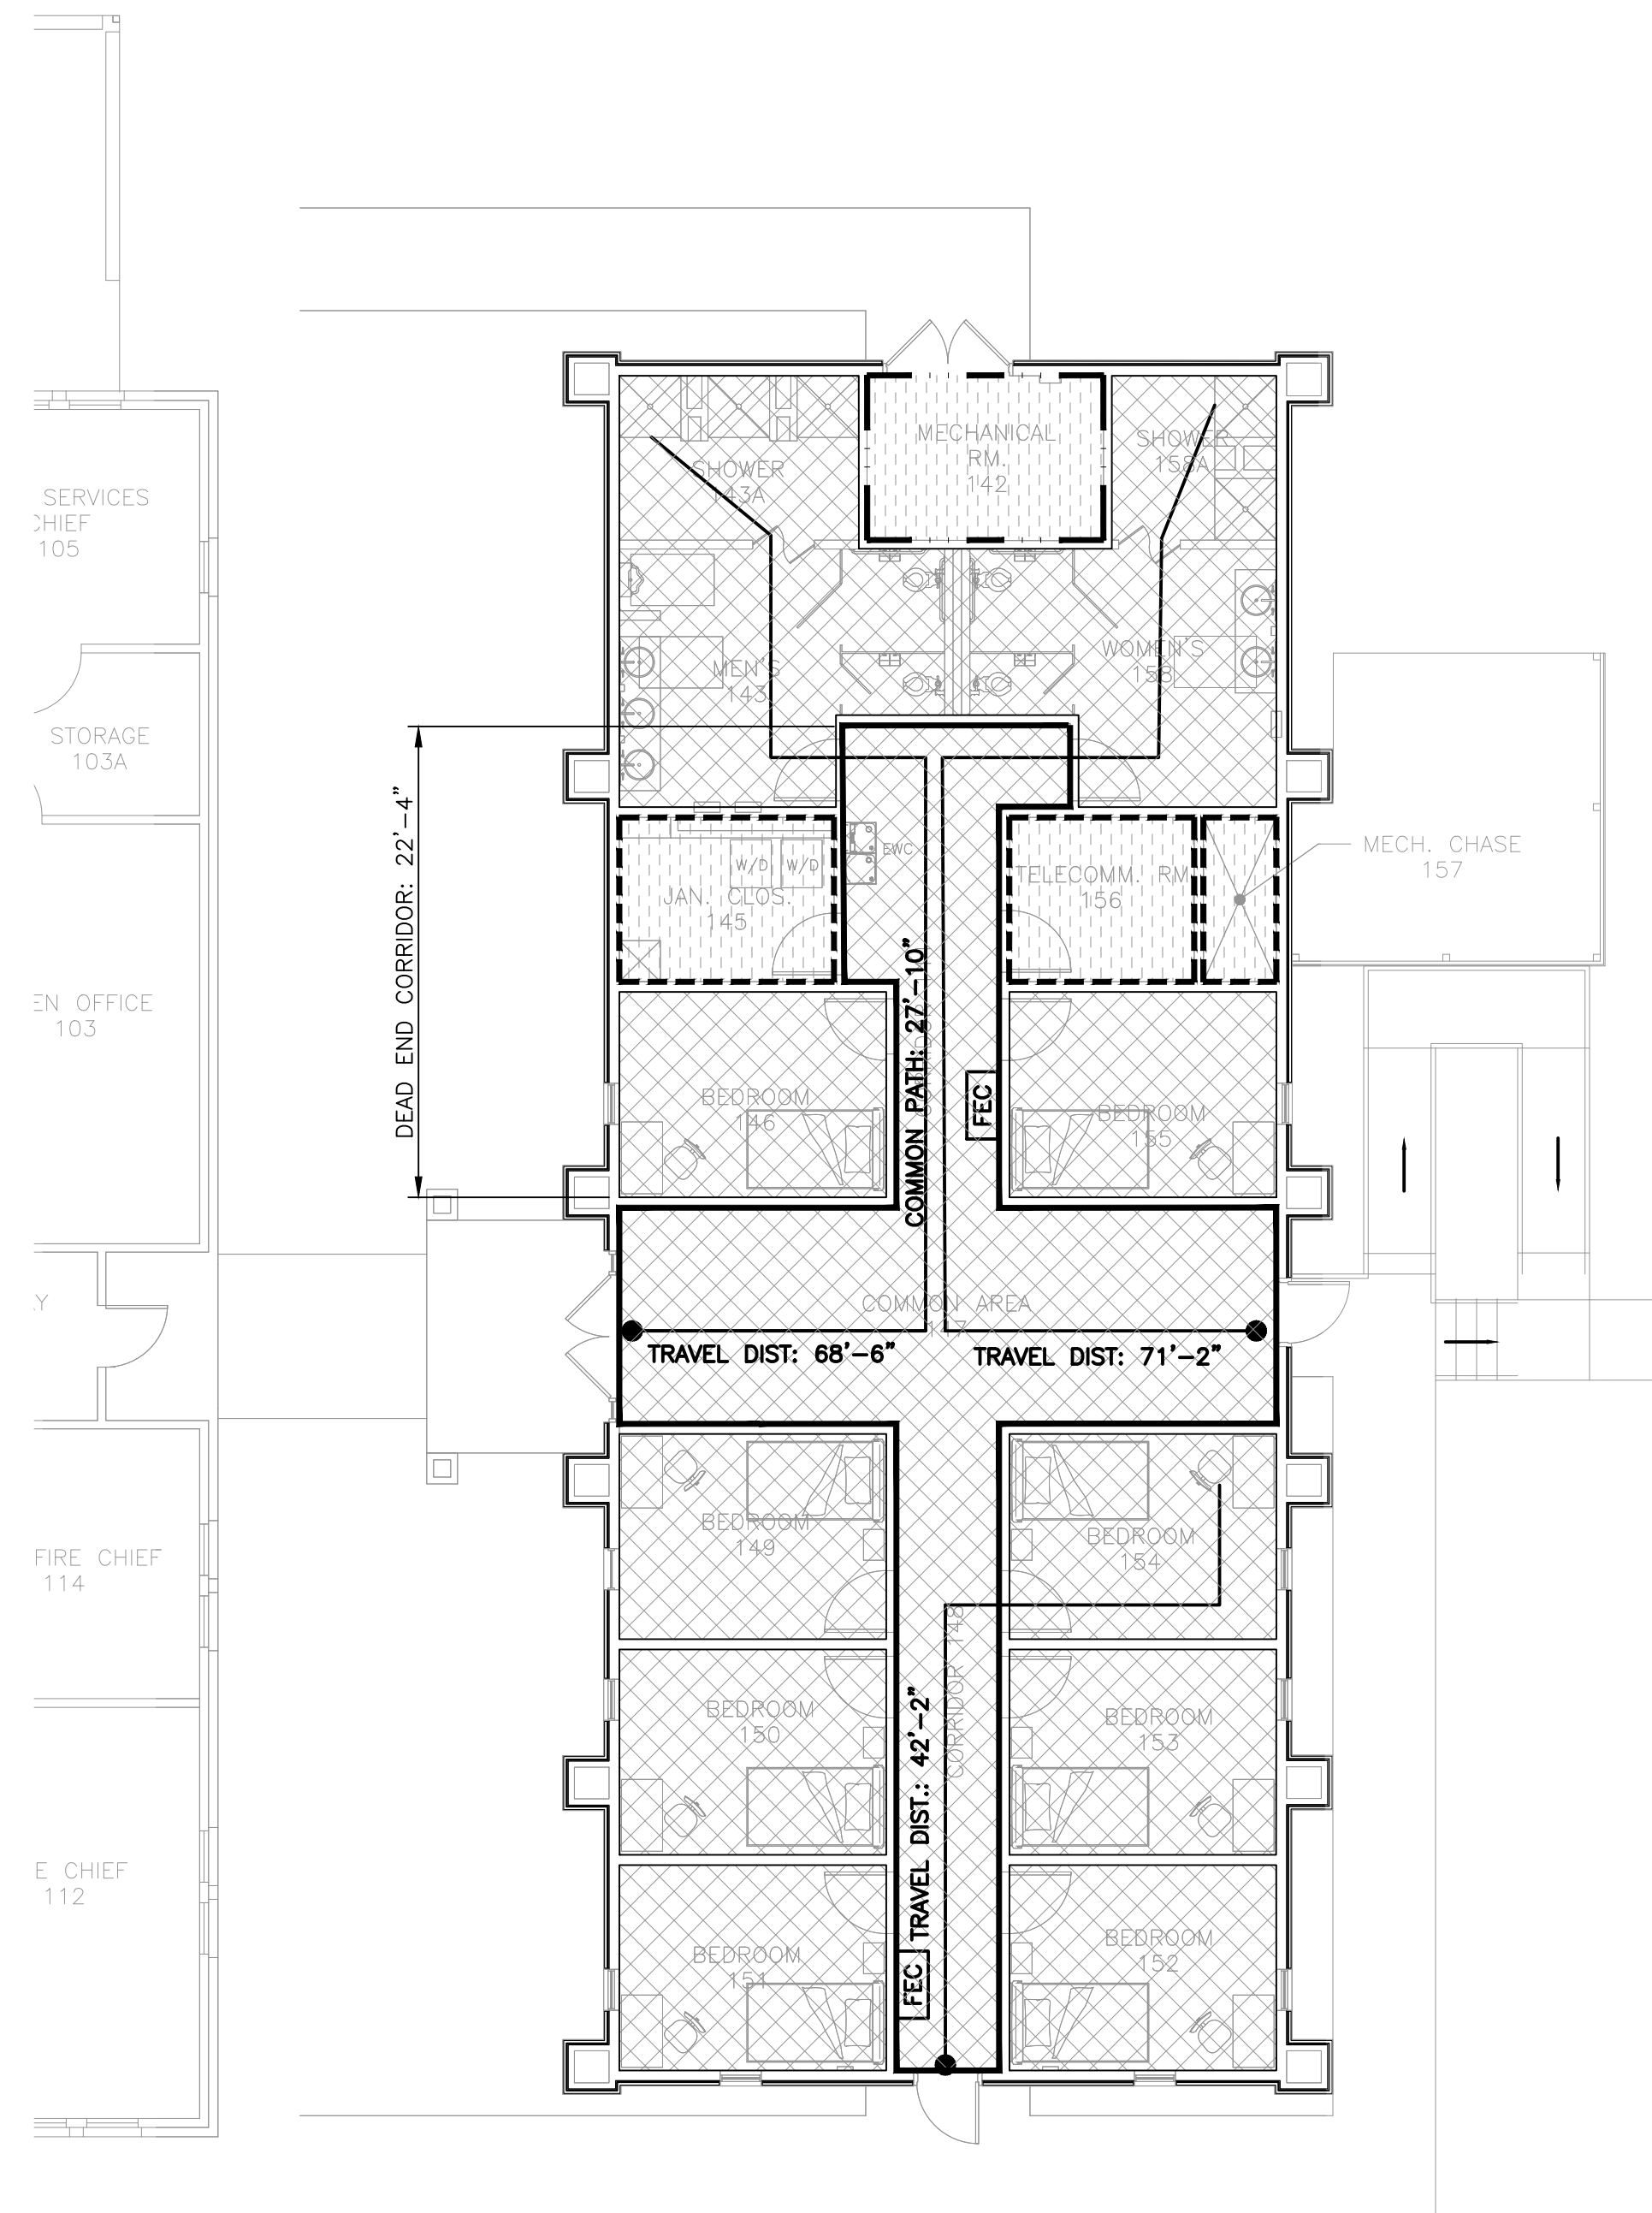 MECHANICAL
RM.
142
SHOWER
143A
SHOWER
158A
SERVICES
CHIEF
105
MEN'S
143
WOMEN'S
158
STORAGE
103A
DEAD END CORRIDOR: 22'-4"
W/D
W/D
EWC
JAN. CLOS.
145
TELECOMM. RM.
156
MECH. CHASE
157
EN OFFICE
103
COMMON PATH: 27'-10"
FEC
BEDROOM
146
BEDROOM
155
Y
COMMON AREA
TRAVEL DIST: 68'-6"
TRAVEL DIST: 71'-2"
BEDROOM
149
BEDROOM
154
FIRE CHIEF
114
CORRIDOR 148
TRAVEL DIST.: 42'-2"
BEDROOM
150
BEDROOM
153
E CHIEF
112
BEDROOM
151
BEDROOM
152
FEC